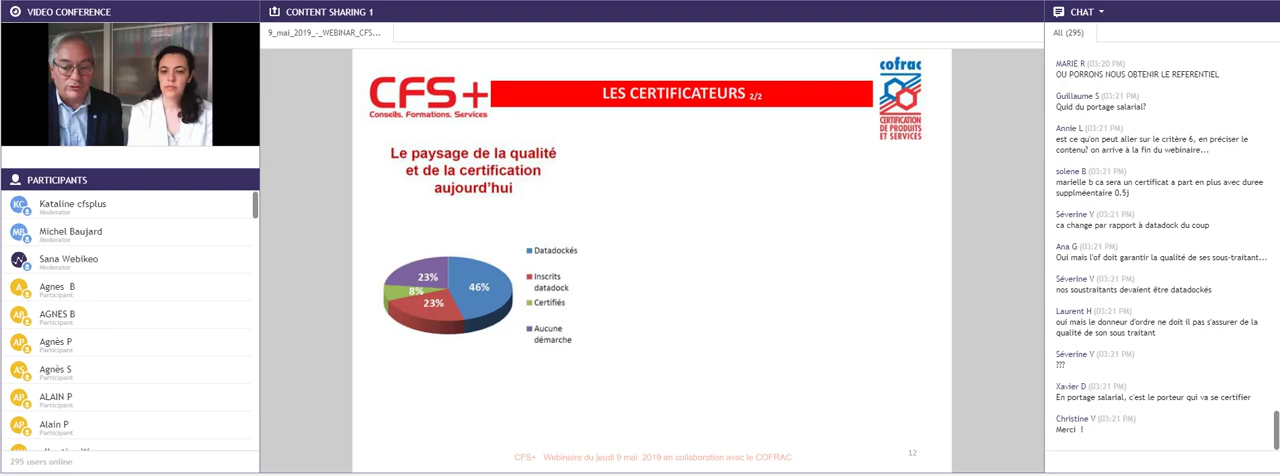 VIDEO CONFERENCE
PARTICIPANTS
KC Kataline cfsplus
Moderator
MB Michel Baujard
Moderator
Sana Webikeo
Moderator
A Agnes B
Participant
AB AGNES B
Participant
AP Agnès P
Participant
AS Agnès S
Participant
AP ALAIN P
Participant
AP Alain P
Participant
295 users online
CONTENT SHARING 1
9_mai_2019_-_WEBINAR_CFS...
CFS+
Conseils, Formations, Services
LES CERTIFICATEURS 2/2
cofrac
CERTIFICATION
DE PRODUITS
ET SERVICES
Le paysage de la qualité
et de la certification
aujourd'hui
23%
46%
8%
23%
Datadockés
Inscrits
datadock
Certifiés
Aucune
démarche
CFS+ Webinaire du jeudi 9 mai 2019 en collaboration avec le COFRAC
12
CHAT
All (295)
MARIE R (03:20 PM)
OU PORRONS NOUS OBTENIR LE REFERENTIEL
Guillaume S (03:21 PM)
Quid du portage salarial?
Annie L (03:21 PM)
est ce qu'on peut aller sur le critère 6, en préciser le
contenu? on arrive à la fin du webinaire...
solene B (03:21 PM)
marielle b ca sera un certificat a part en plus avec duree
supplméentaire 0.5j
Séverine V (03:21 PM)
ca change par rapport à datadock du coup
Ana G (03:21 PM)
Oui mais l'of doit garantir la qualité de ses sous-traitant...
Séverine V (03:21 PM)
nos soustraitants devaient être datadockés
Laurent H (03:21 PM)
oui mais le donneur d'ordre ne doit il pas s'assurer de la
qualité de son sous traitant
Séverine V (03:21 PM)
???
Xavier D (03:21 PM)
En portage salarial, c'est le porteur qui va se certifier
Christine V (03:21 PM)
Merci !